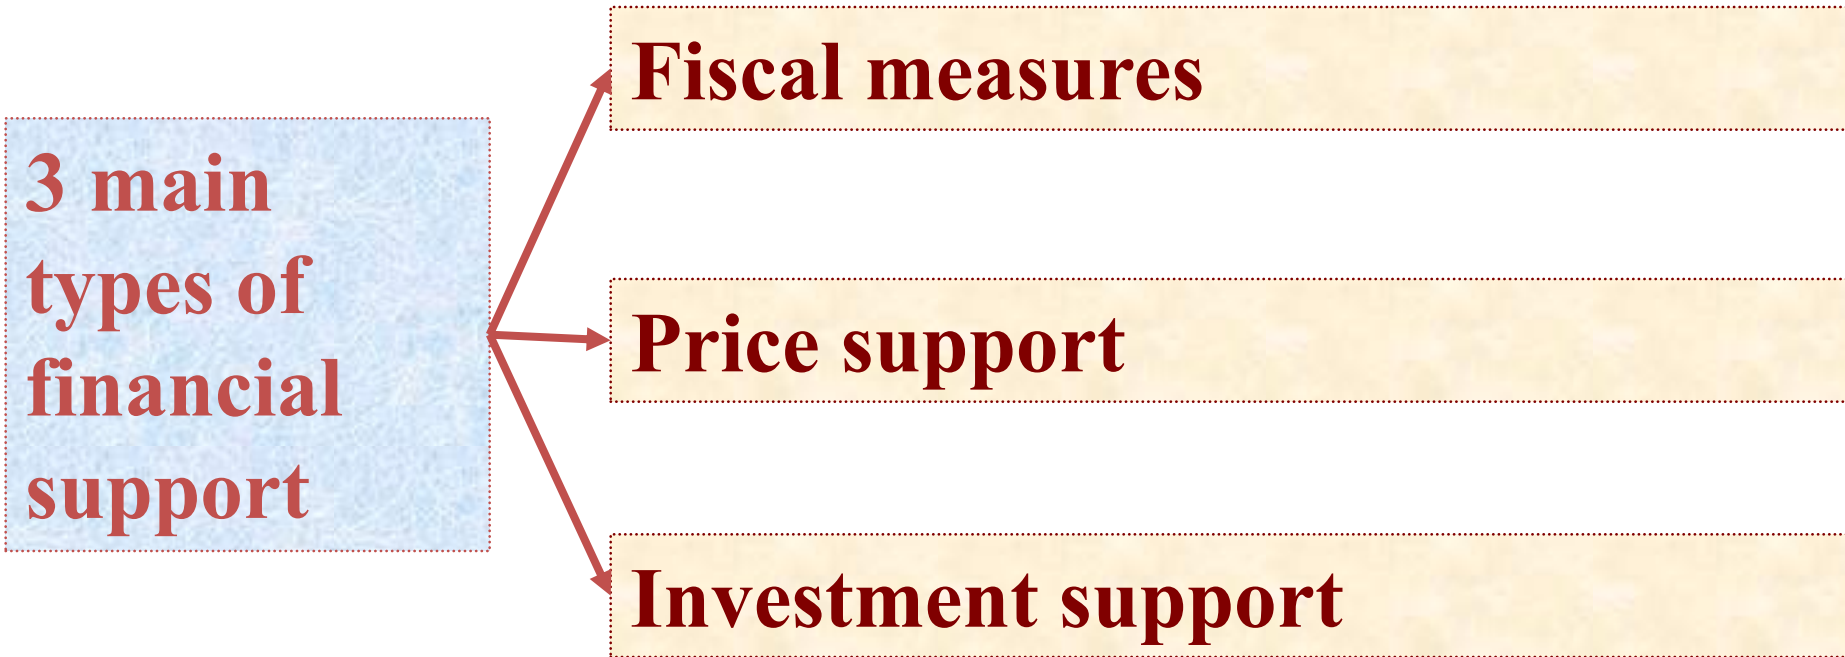 3 main
types of
financial
support
Fiscal measures
Price support
Investment support